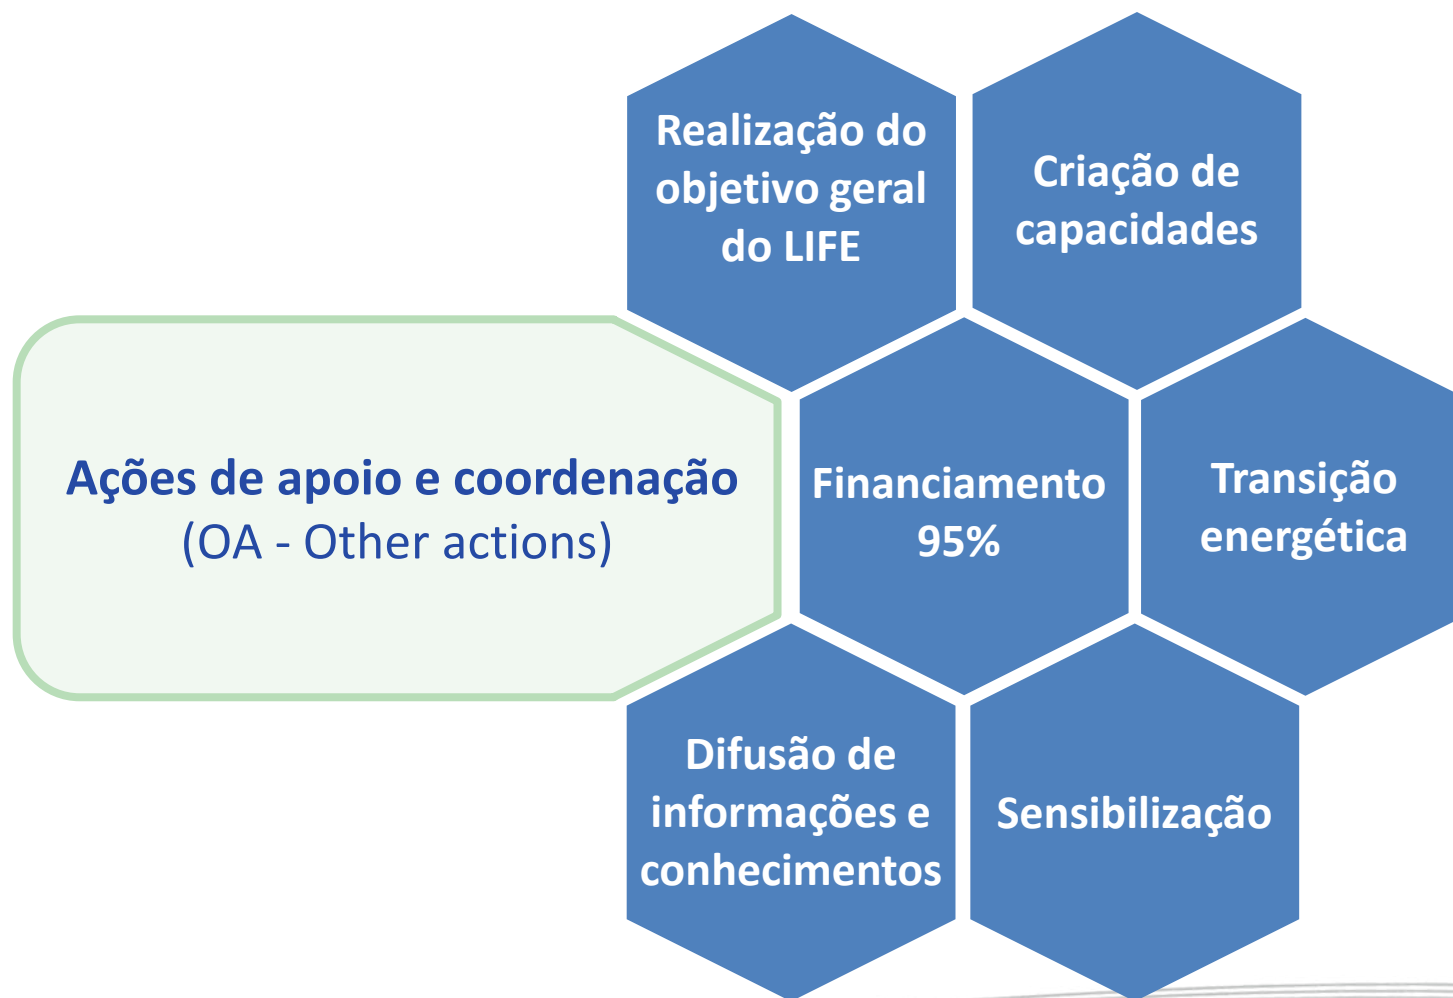 Realização do
objetivo geral
do LIFE
Criação de
capacidades
Ações de apoio e coordenação
(OA - Other actions)
Financiamento
95%
Transição
energética
Difusão de
informações e
conhecimentos
Sensibilização